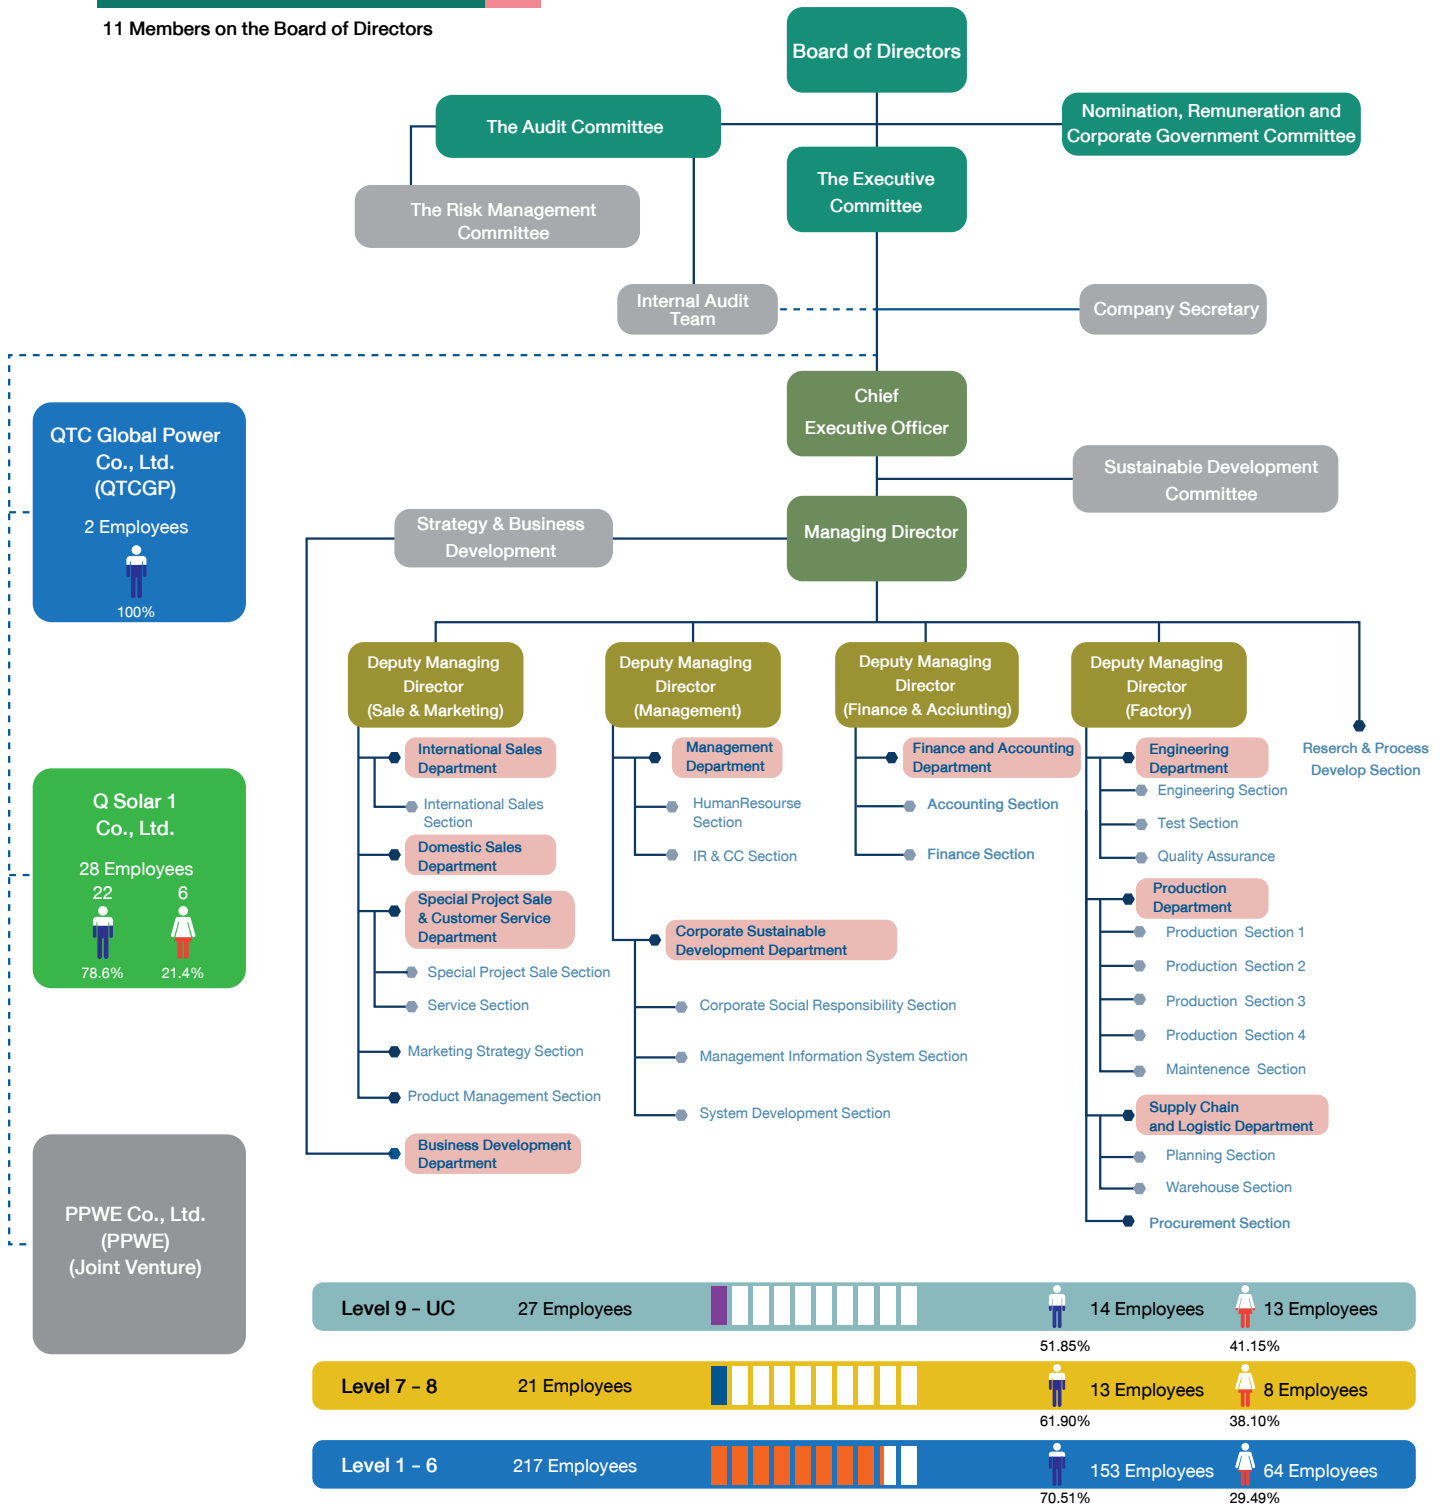 11 Members on the Board of Directors
Board of Directors
The Audit Committee
Nomination, Remuneration and
Corporate Government Committee
The Executive
Committee
The Risk Management
Committee
Internal Audit
Team
Company Secretary
Chief
Executive Officer
Sustainable Development
Committee
Strategy & Business
Development
Managing Director
QTC Global Power
Co., Ltd.
(QTCGP)
2 Employees
100%
Q Solar 1
Co., Ltd.
28 Employees
22 6
78.6% 21.4%
PPWE Co., Ltd.
(PPWE)
(Joint Venture)
Deputy Managing
Director
(Sale & Marketing)
International Sales
Department
International Sales
Section
Domestic Sales
Department
Special Project Sale
& Customer Service
Department
Special Project Sale Section
Service Section
Marketing Strategy Section
Product Management Section
Business Development
Department
Deputy Managing
Director
(Management)
Management
Department
HumanResourse
Section
IR & CC Section
Corporate Sustainable
Development Department
Corporate Social Responsibility Section
Management Information System Section
System Development Section
Deputy Managing
Director
(Finance & Acciunting)
Finance and Accounting
Department
Accounting Section
Finance Section
Deputy Managing
Director
(Factory)
Engineering
Department
Engineering Section
Test Section
Quality Assurance
Production
Department
Production Section 1
Production Section 2
Production Section 3
Production Section 4
Maintenence Section
Supply Chain
and Logistic Department
Planning Section
Warehouse Section
Procurement Section
Reserch & Process
Develop Section
Level 9 - UC 27 Employees 14 Employees 13 Employees
51.85% 41.15%
Level 7 - 8 21 Employees 13 Employees 8 Employees
61.90% 38.10%
Level 1 - 6 217 Employees 153 Employees 64 Employees
70.51% 29.49%